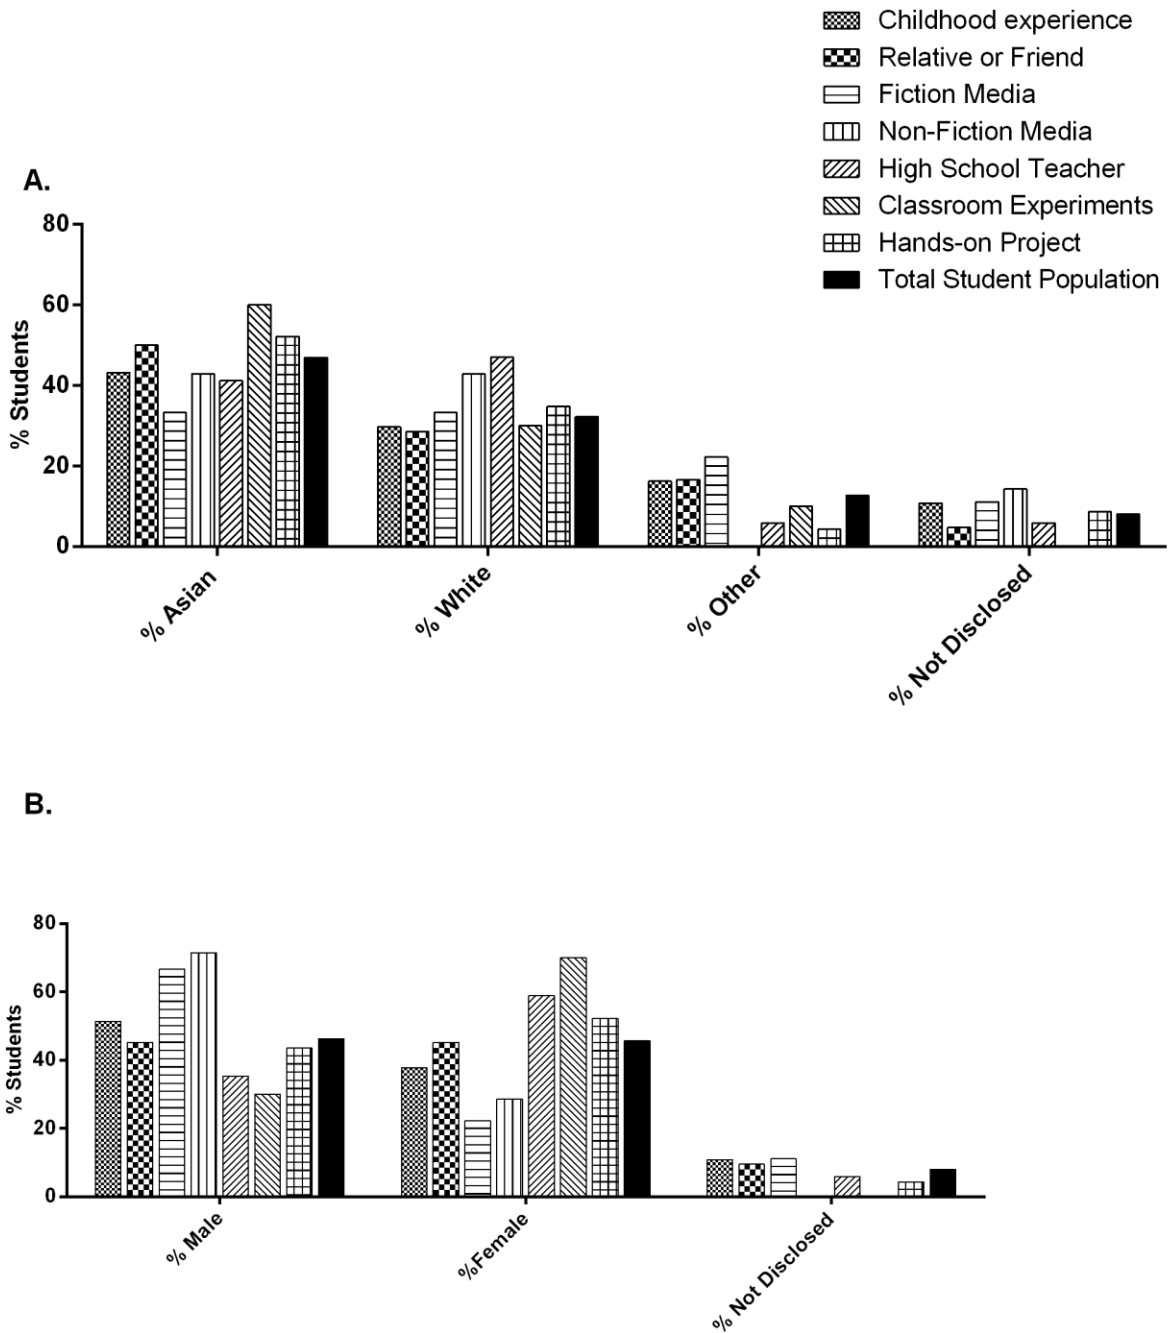 Childhood experience
Relative or Friend
Fiction Media
Non-Fiction Media
High School Teacher
Classroom Experiments
Hands-on Project
Total Student Population
A.
80
60
40
20
0
% Students
% Asian
% White
% Other
% Not Disclosed
B.
80
60
40
20
0
% Students
% Male
%Female
% Not Disclosed